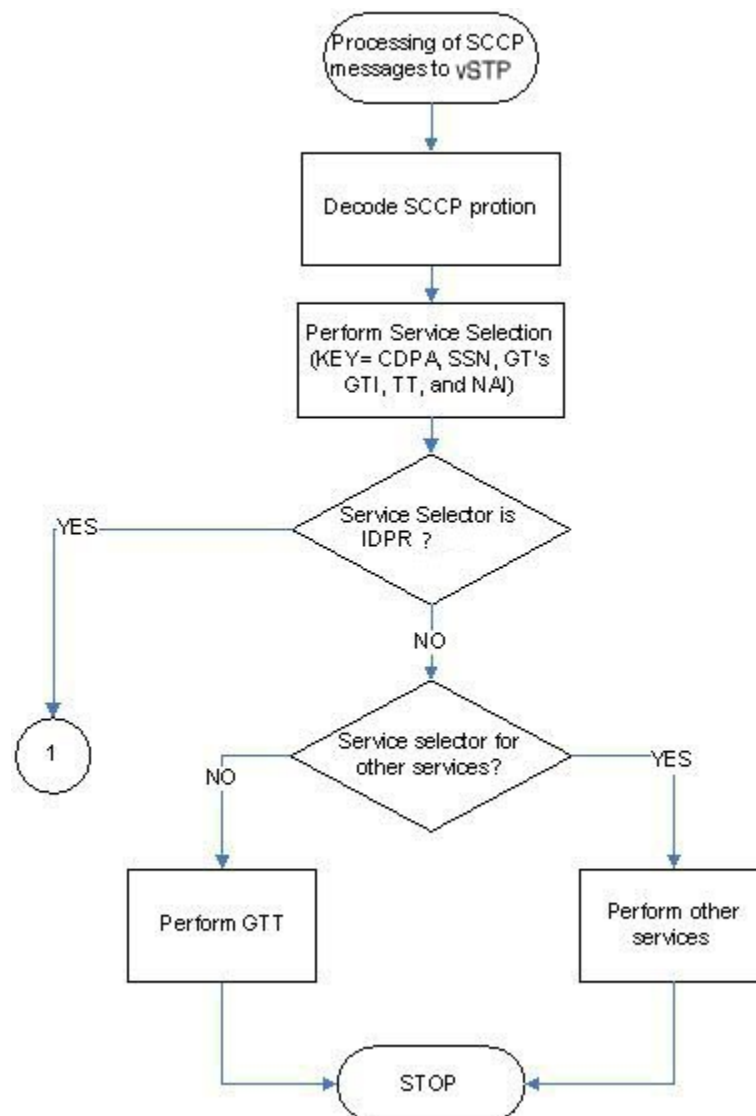 Processing of SCCP
messages to vSTP
Decode SCCP protion
Perform Service Selection
(KEY= CDPA, SSN, GT's
GTI, TT, and NAI)
Service Selector is
IDPR ?
YES
NO
1
Service selector for
other services?
NO
YES
Perform GTT
Perform other
services
STOP